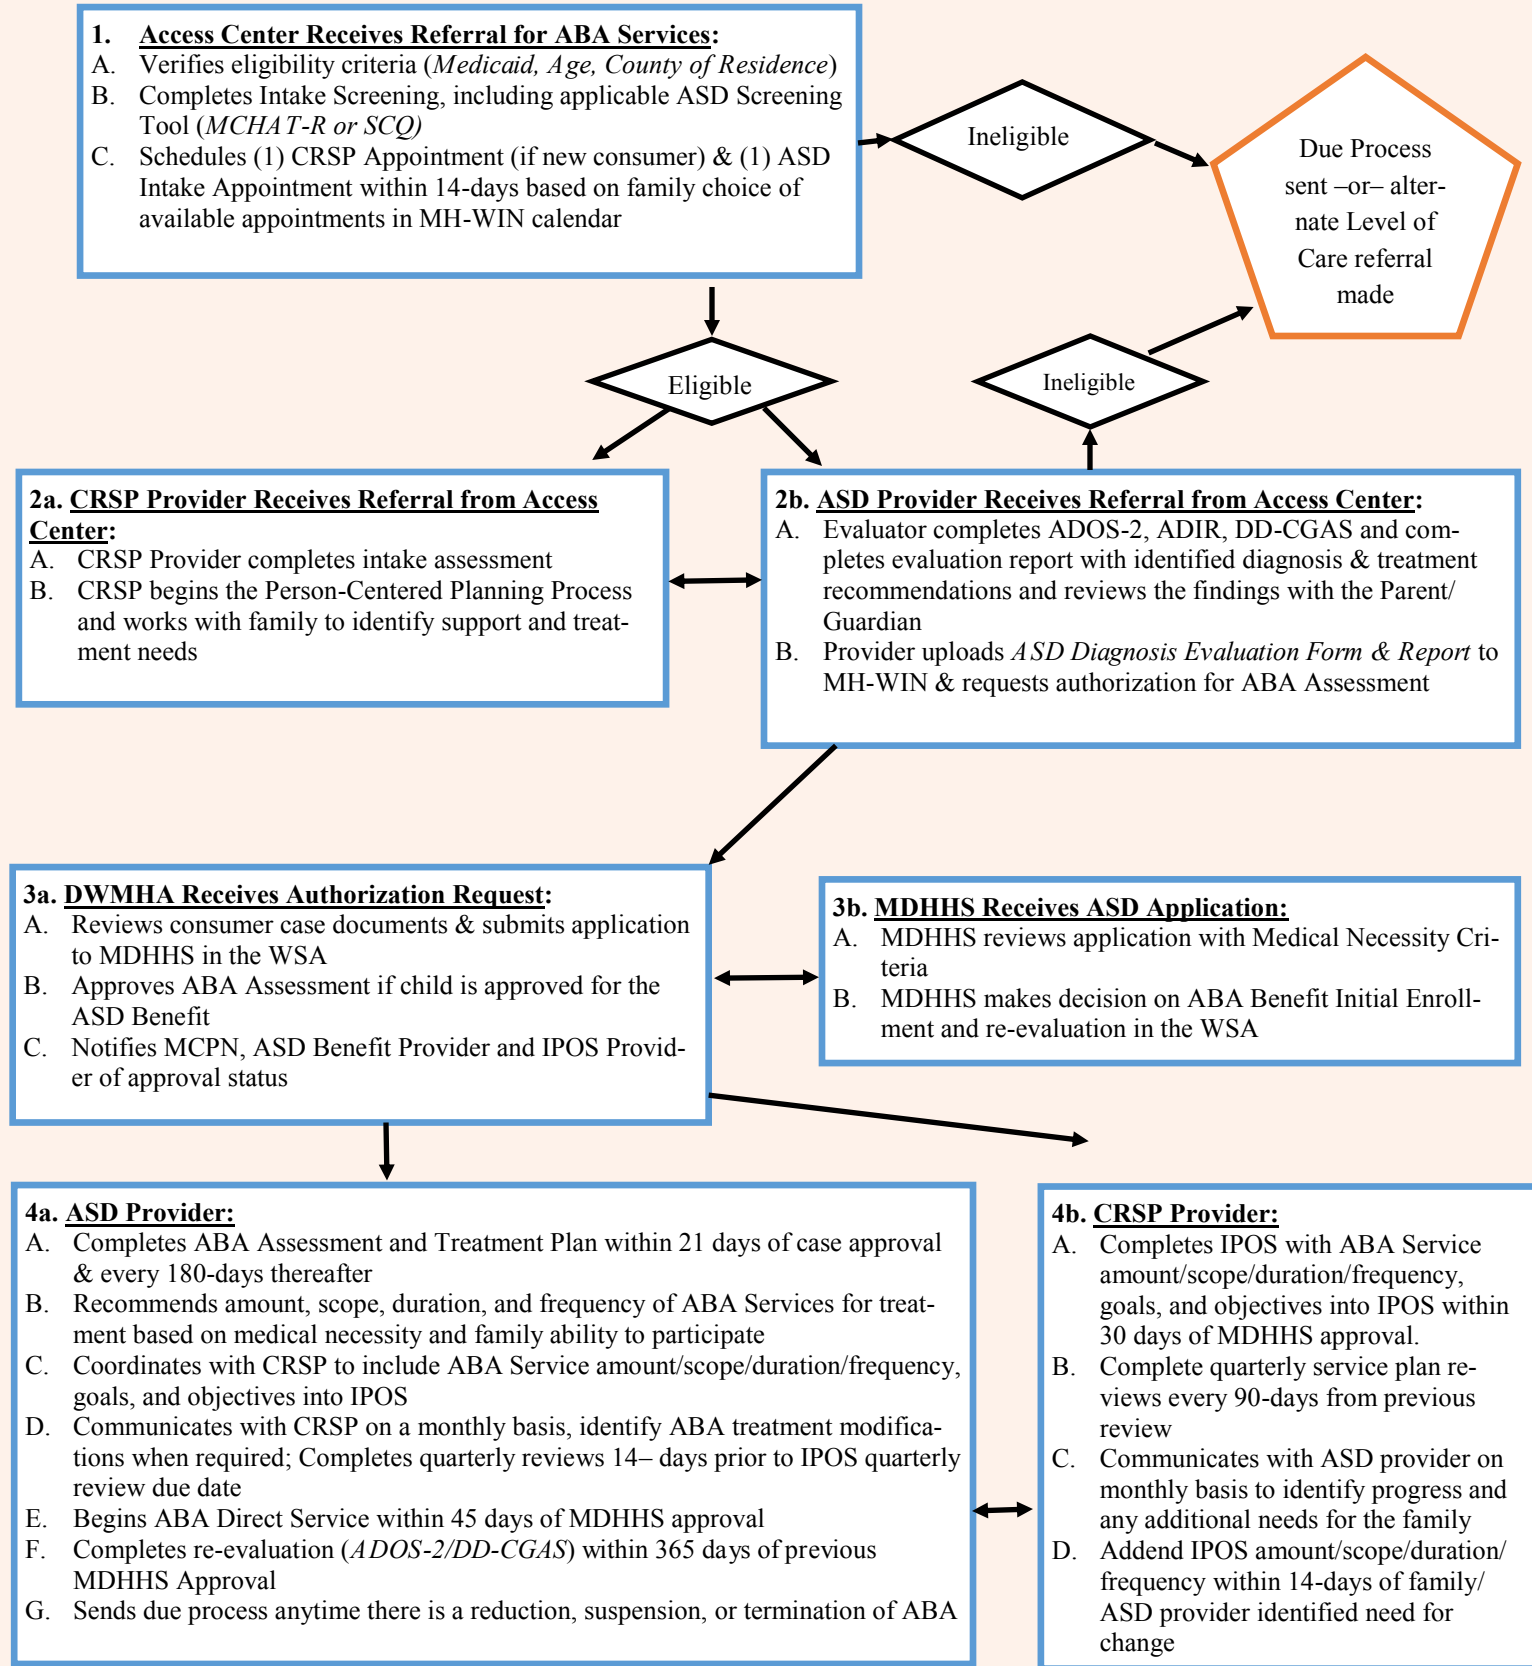 1. Access Center Receives Referral for ABA Services:
A. Verifies eligibility criteria (Medicaid, Age, County of Residence)
B. Completes Intake Screening, including applicable ASD Screening
Tool (MCHAT-R or SCQ)
C. Schedules (1) CRSP Appointment (if new consumer) & (1) ASD
Intake Appointment within 14-days based on family choice of
available appointments in MH-WIN calendar
Ineligible
Due Process
sent –or– alter-
nate Level of
Care referral
made
Eligible
Ineligible
2a. CRSP Provider Receives Referral from Access
Center:
A. CRSP Provider completes intake assessment
B. CRSP begins the Person-Centered Planning Process
and works with family to identify support and treat-
ment needs
2b. ASD Provider Receives Referral from Access Center:
A. Evaluator completes ADOS-2, ADIR, DD-CGAS and com-
pletes evaluation report with identified diagnosis & treatment
recommendations and reviews the findings with the Parent/
Guardian
B. Provider uploads ASD Diagnosis Evaluation Form & Report to
MH-WIN & requests authorization for ABA Assessment
3a. DWMHA Receives Authorization Request:
A. Reviews consumer case documents & submits application
to MDHHS in the WSA
B. Approves ABA Assessment if child is approved for the
ASD Benefit
C. Notifies MCPN, ASD Benefit Provider and IPOS Provid-
er of approval status
3b. MDHHS Receives ASD Application:
A. MDHHS reviews application with Medical Necessity Cri-
teria
B. MDHHS makes decision on ABA Benefit Initial Enroll-
ment and re-evaluation in the WSA
4a. ASD Provider:
A. Completes ABA Assessment and Treatment Plan within 21 days of case approval
& every 180-days thereafter
B. Recommends amount, scope, duration, and frequency of ABA Services for treat-
ment based on medical necessity and family ability to participate
C. Coordinates with CRSP to include ABA Service amount/scope/duration/frequency,
goals, and objectives into IPOS
D. Communicates with CRSP on a monthly basis, identify ABA treatment modifica-
tions when required; Completes quarterly reviews 14– days prior to IPOS quarterly
review due date
E. Begins ABA Direct Service within 45 days of MDHHS approval
F. Completes re-evaluation (ADOS-2/DD-CGAS) within 365 days of previous
MDHHS Approval
G. Sends due process anytime there is a reduction, suspension, or termination of ABA
4b. CRSP Provider:
A. Completes IPOS with ABA Service
amount/scope/duration/frequency,
goals, and objectives into IPOS within
30 days of MDHHS approval.
B. Complete quarterly service plan re-
views every 90-days from previous
review
C. Communicates with ASD provider on
monthly basis to identify progress and
any additional needs for the family
D. Addend IPOS amount/scope/duration/
frequency within 14-days of family/
ASD provider identified need for
change